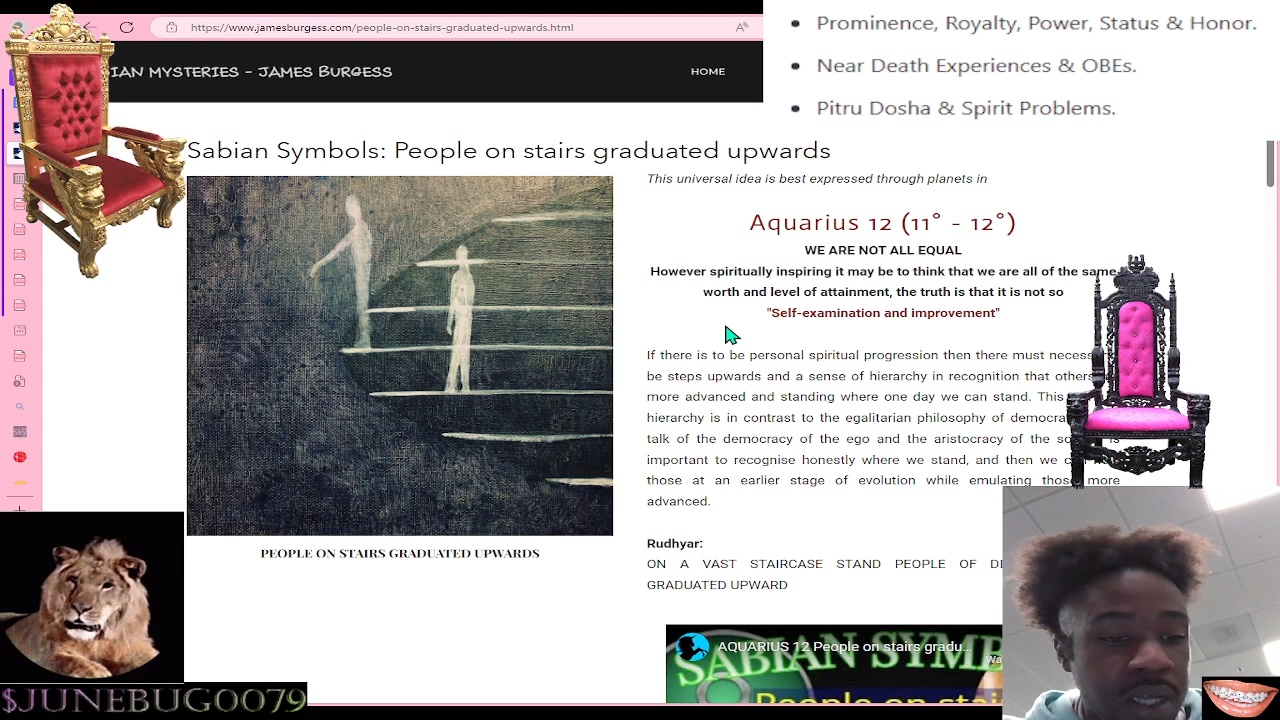 https://www.jamesburgess.com/people-on-stairs-graduated-upwards.html
IAN MYSTERIES - JAMES BURGESS
HOME
• Prominence, Royalty, Power, Status & Honor.
• Near Death Experiences & OBEs.
• Pitru Dosha & Spirit Problems.
Sabian Symbols: People on stairs graduated upwards
This universal idea is best expressed through planets in
Aquarius 12 (11° - 12°)
WE ARE NOT ALL EQUAL
However spiritually inspiring it may be to think that we are all of the same
worth and level of attainment, the truth is that it is not so
"Self-examination and improvement"
If there is to be personal spiritual progression then there must
be steps upwards and a sense of hierarchy in recognition that
more advanced and standing where one day we can stand. This
hierarchy is in contrast to the egalitarian philosophy of
talk of the democracy of the ego and the aristocracy of the
important to recognise honestly where we stand, and then we
those at an earlier stage of evolution while emulating those more
advanced.
PEOPLE ON STAIRS GRADUATED UPWARDS
Rudhyar:
ON A VAST STAIRCASE STAND PEOPLE OF
GRADUATED UPWARD
AQUARIUS 12 People on stairs gradu...
SABIAN
People on
$JUNEBUG0079